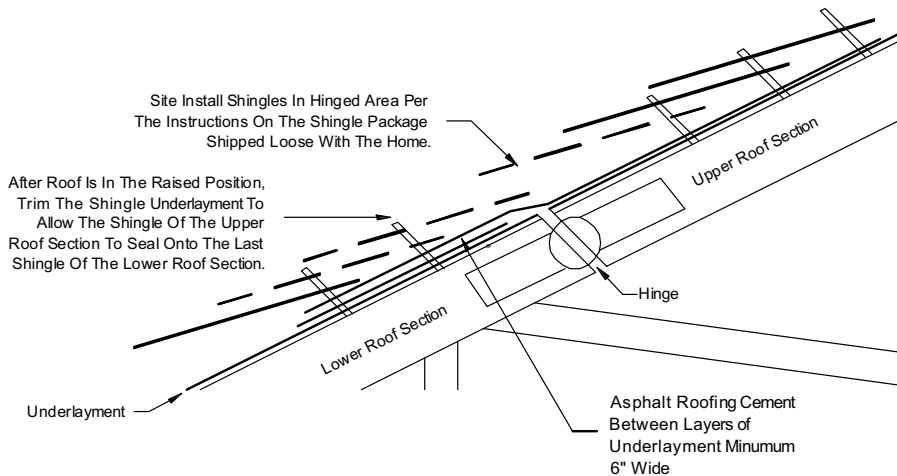 Site Install Shingles In Hinged Area Per
The Instructions On The Shingle Package
Shipped Loose With The Home.
After Roof Is In The Raised Position,
Trim The Shingle Underlayment To
Allow The Shingle Of The Upper
Roof Section To Seal Onto The Last
Shingle Of The Lower Roof Section.
Upper Roof Section
Hinge
Lower Roof Section
Underlayment
Asphalt Roofing Cement
Between Layers of
Underlayment Minumum
6" Wide